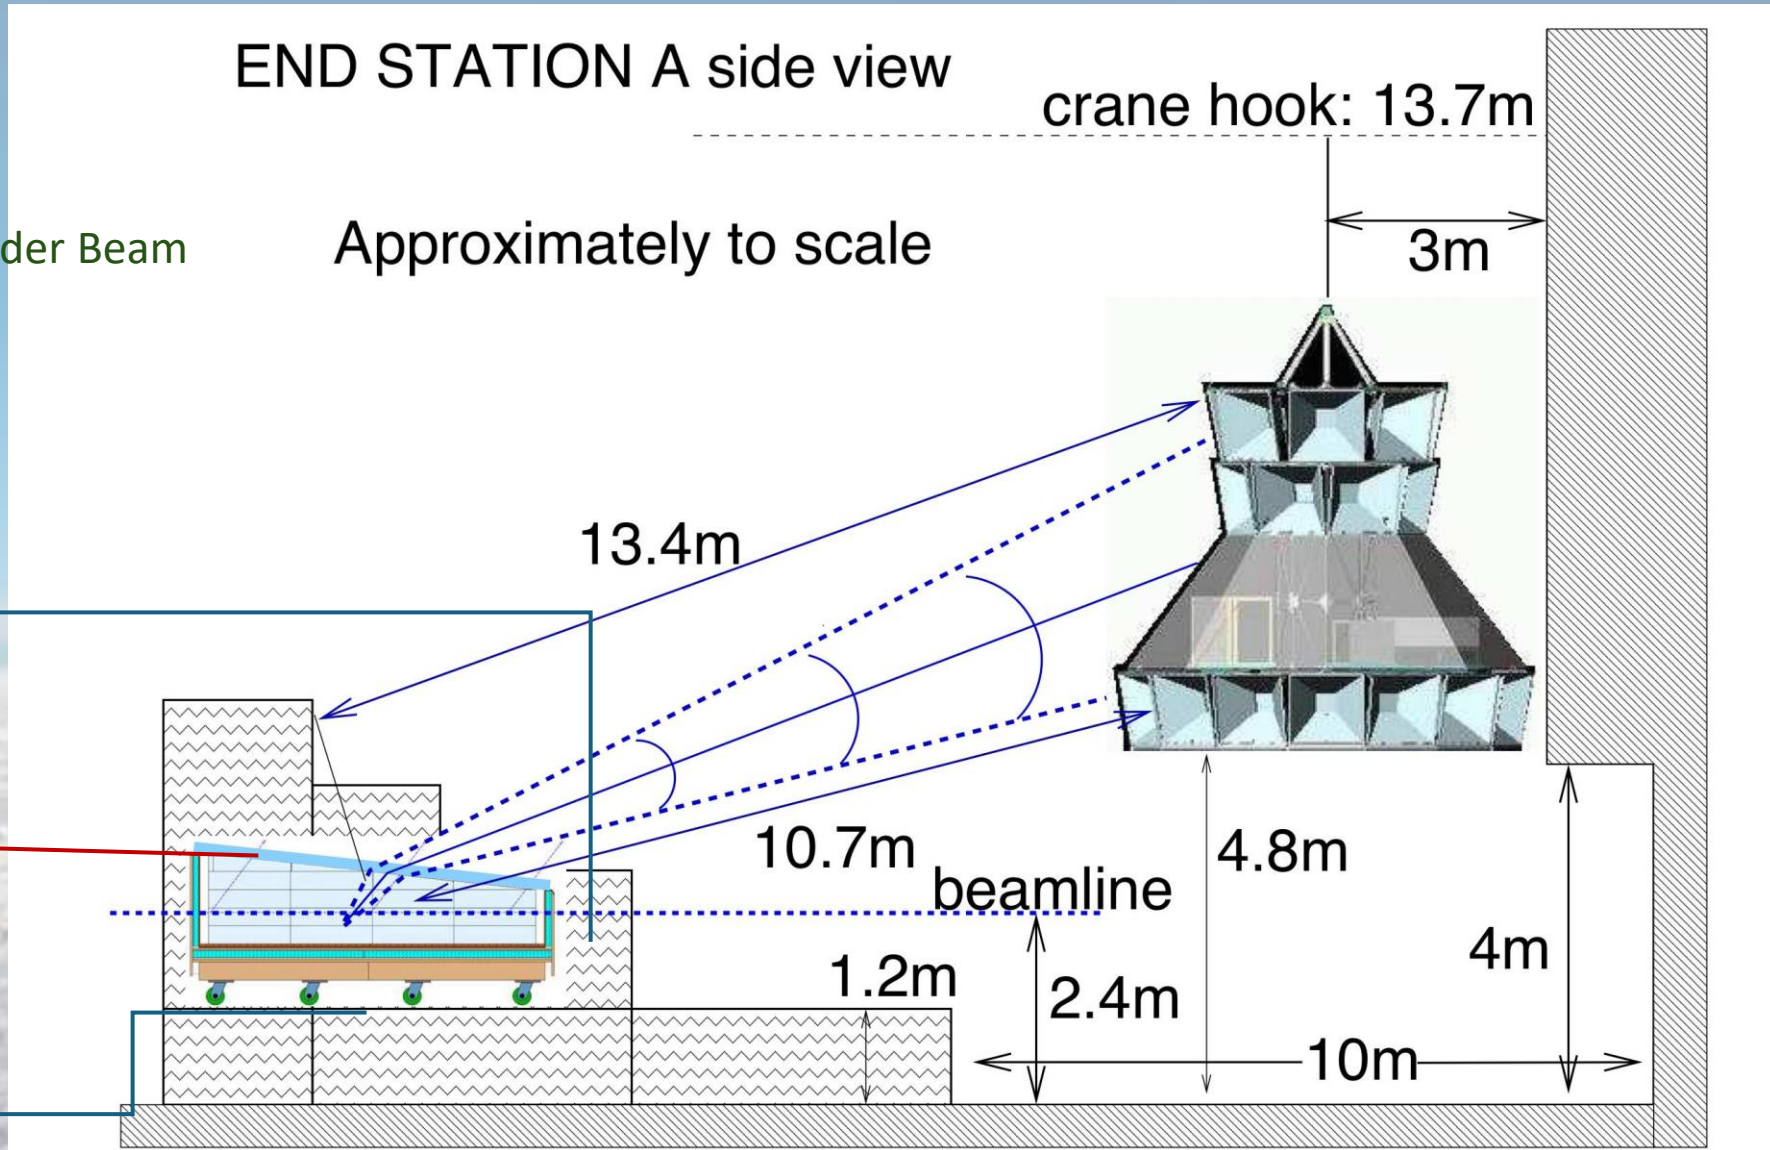 END STATION A side view
crane hook: 13.7m
der Beam
Approximately to scale
3m
13.4m
10.7m
4.8m
beamline
1.2m
2.4m
4m
10m